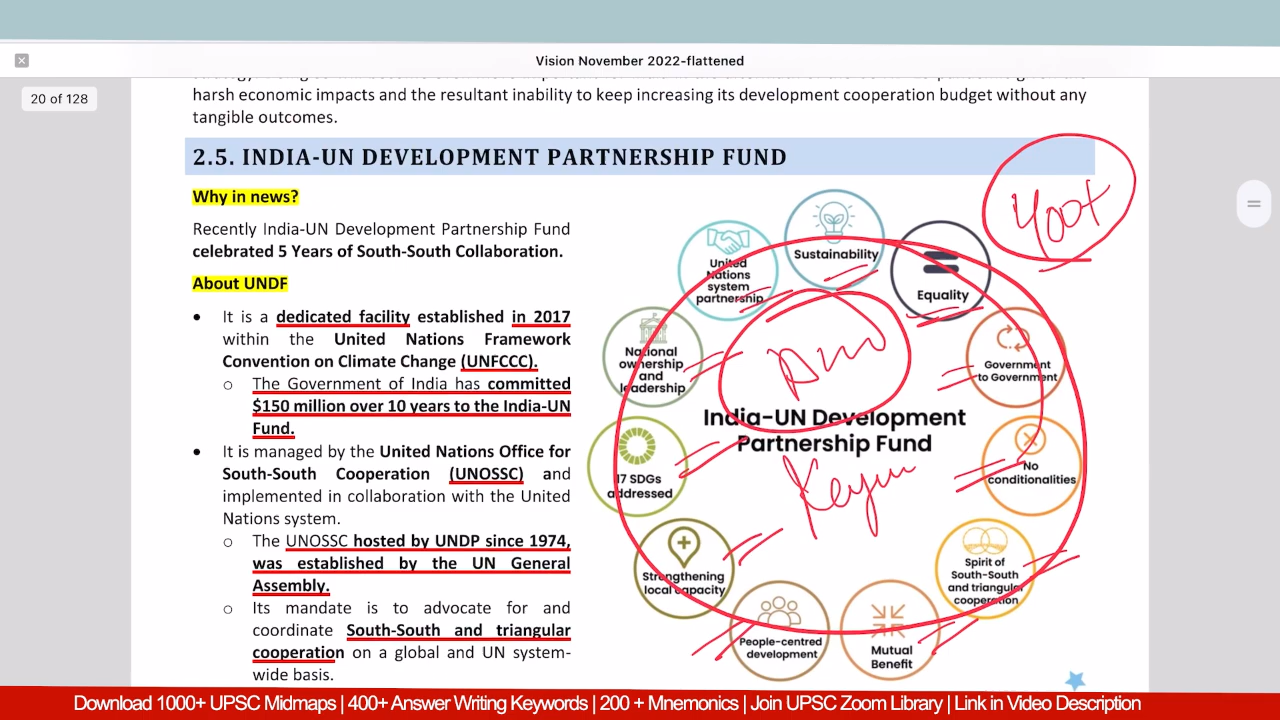 Vision November 2022-flattened
20 of 128
harsh economic impacts and the resultant inability to keep increasing its development cooperation budget without any
tangible outcomes.
2.5. INDIA-UN DEVELOPMENT PARTNERSHIP FUND
Why in news?
Recently India-UN Development Partnership Fund
celebrated 5 Years of South-South Collaboration.
About UNDF
• It is a dedicated facility established in 2017
within the United Nations Framework
Convention on Climate Change (UNFCCC).
o The Government of India has committed
$150 million over 10 years to the India-UN
Fund.
• It is managed by the United Nations Office for
South-South Cooperation (UNOSSC) and
implemented in collaboration with the United
Nations system.
o The UNOSSC hosted by UNDP since 1974,
was established by the UN General
Assembly.
o Its mandate is to advocate for and
coordinate South-South and triangular
cooperation on a global and UN system-
wide basis.
400+
Sustainability
United
Nations
system
partnership
Equality
National
ownership
and
leadership
Government
to Government
India-UN Development
Partnership Fund
17 SDGs
addressed
No
conditionalities
Strengthening
local capacity
Spirit of
South-South
and triangular
cooperation
People-centred
development
Mutual
Benefit
Download 1000+ UPSC Midmaps | 400+ Answer Writing Keywords | 200 + Mnemonics | Join UPSC Zoom Library | Link in Video Description